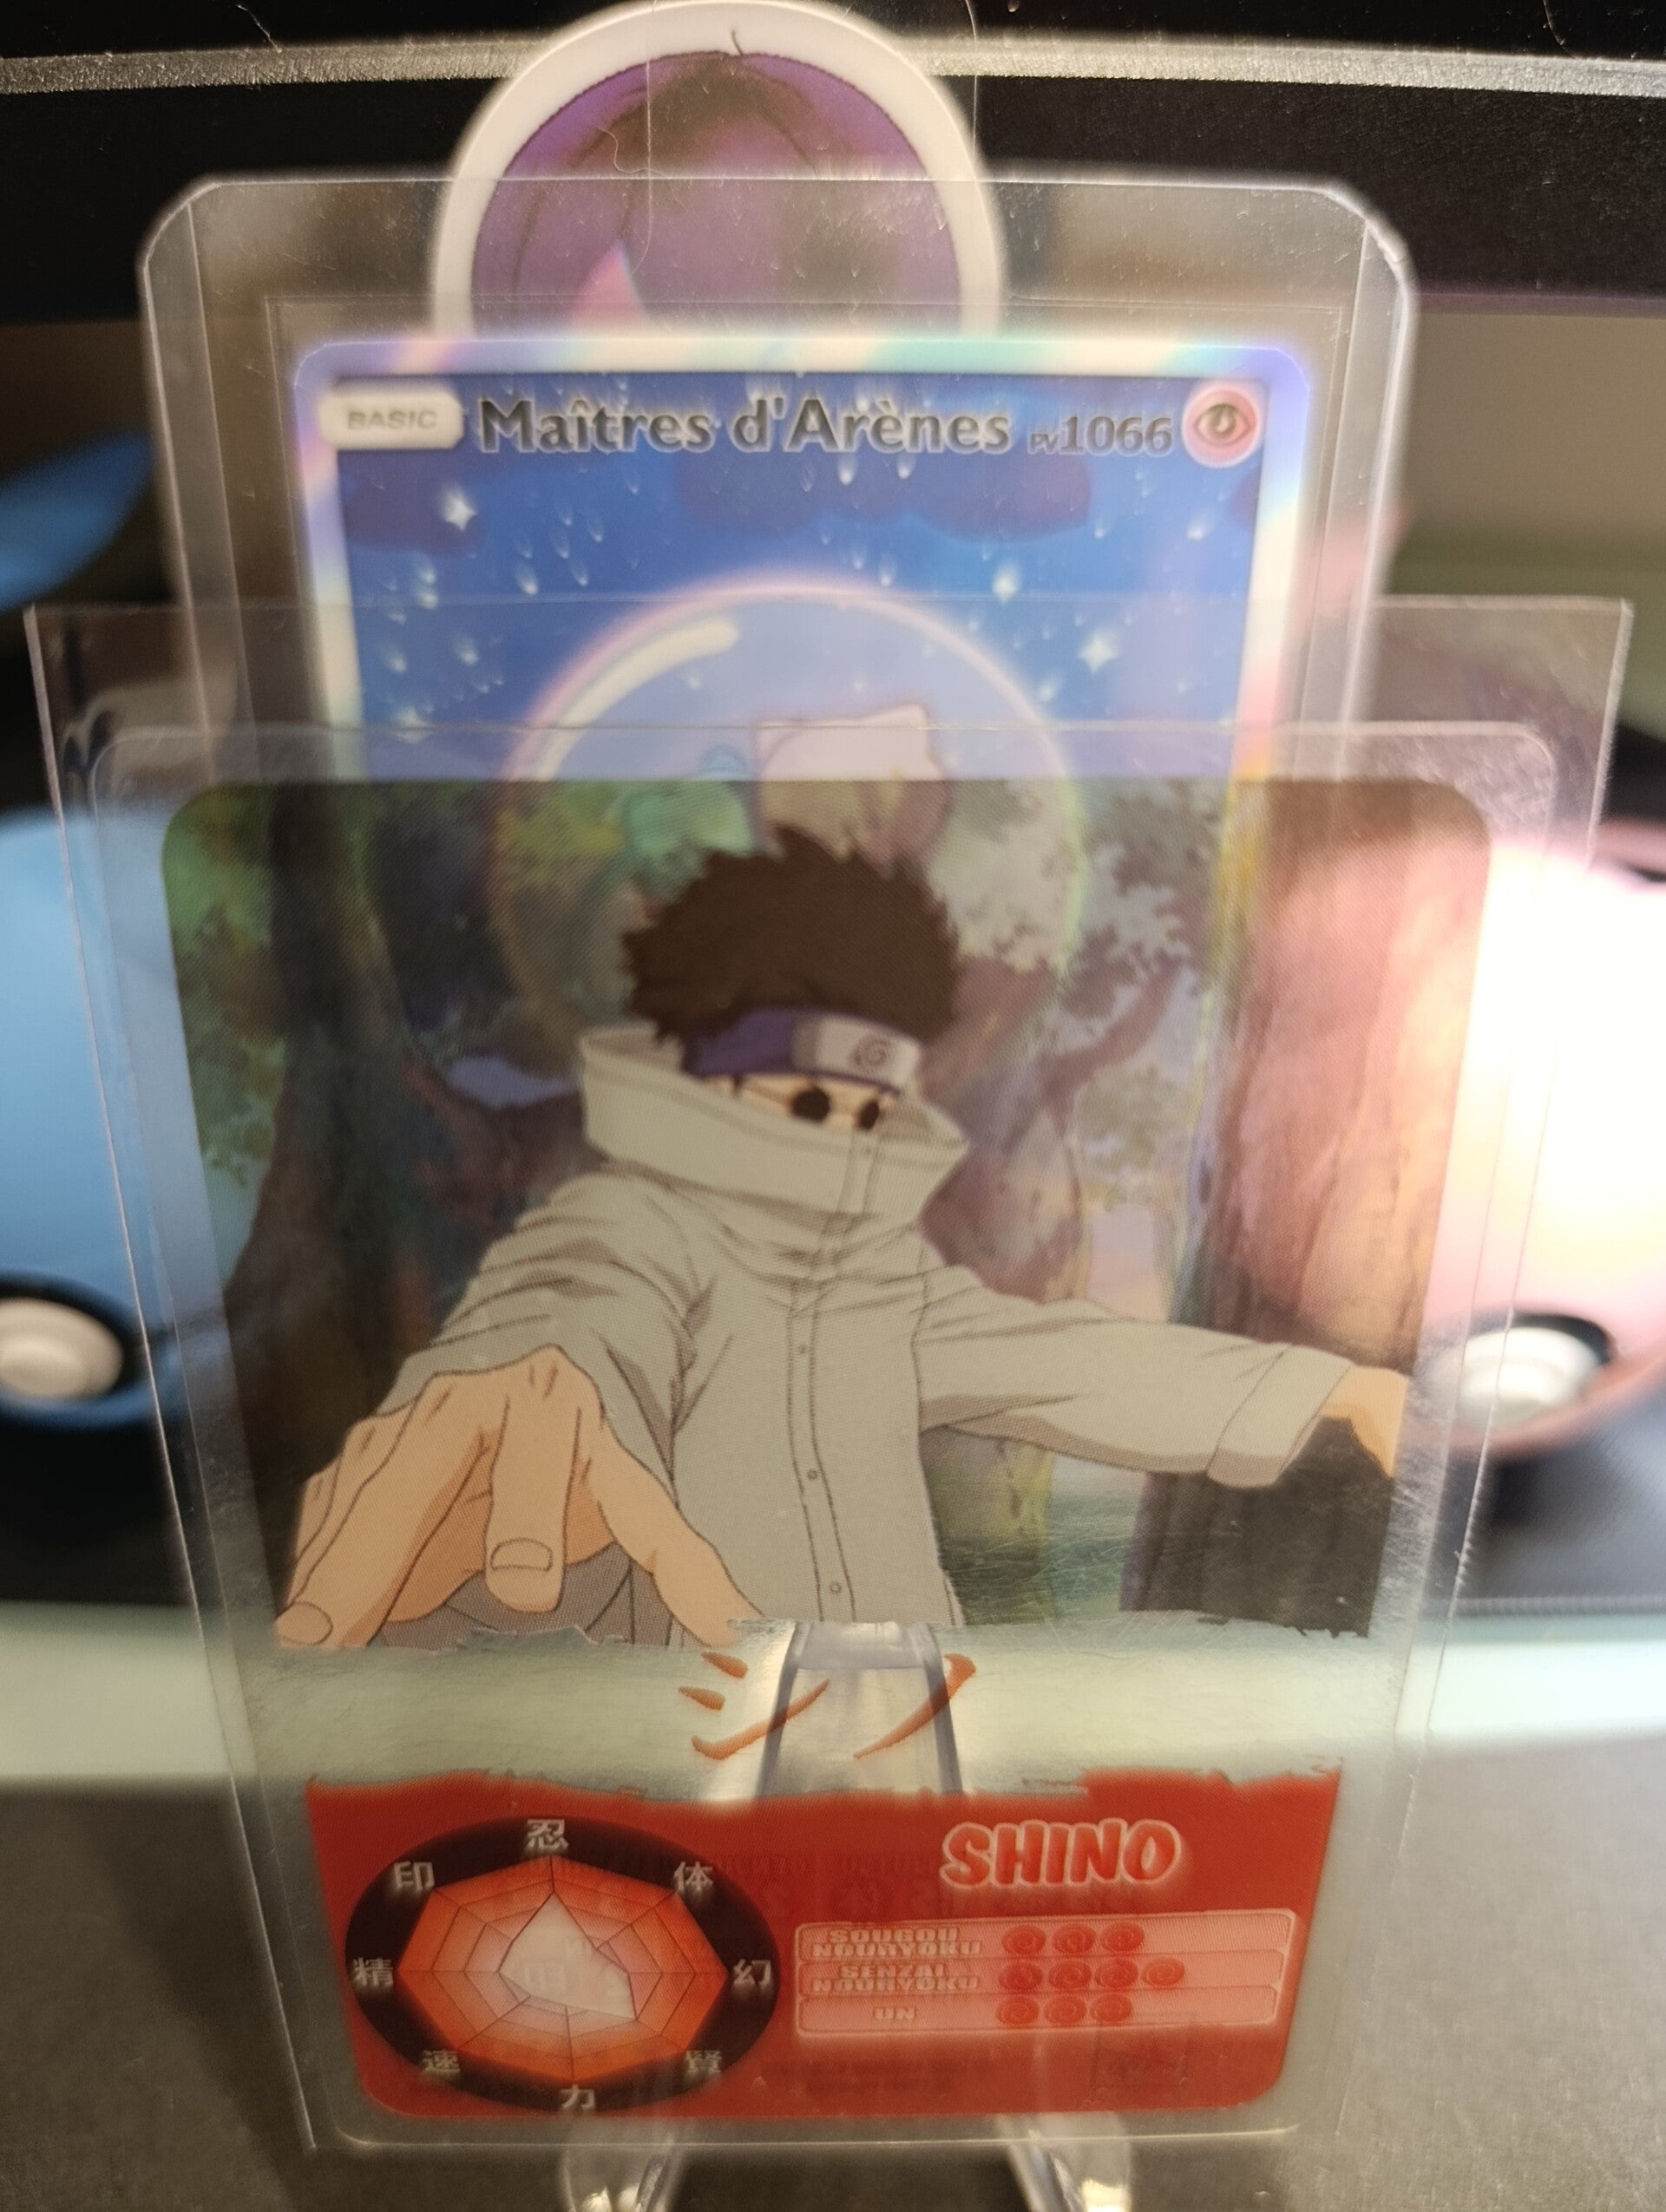 BASIC Maîtres d'Arènes PV1066
シノ
SHINO
忍
印
体
精
幻
速
賢
力
SOUGOU
NOURYOKU
SENZAI
NOURYOKU
UN